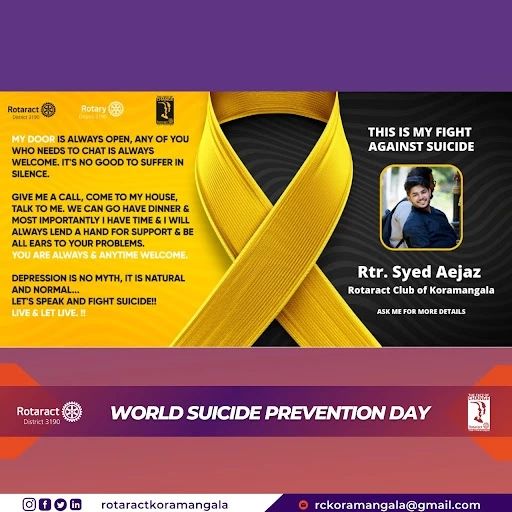 Rotaract
District 3190
Rotary
District 3190
MY DOOR IS ALWAYS OPEN, ANY OF YOU
WHO NEEDS TO CHAT IS ALWAYS
WELCOME. IT'S NO GOOD TO SUFFER IN
SILENCE.
GIVE ME A CALL, COME TO MY HOUSE,
TALK TO ME. WE CAN GO HAVE DINNER &
MOST IMPORTANTLY I HAVE TIME & I WILL
ALWAYS LEND A HAND FOR SUPPORT & BE
ALL EARS TO YOUR PROBLEMS.
YOU ARE ALWAYS & ANYTIME WELCOME.
DEPRESSION IS NO MYTH, IT IS NATURAL
AND NORMAL...
LET'S SPEAK AND FIGHT SUICIDE!!
LIVE & LET LIVE. !!
THIS IS MY FIGHT
AGAINST SUICIDE
Rtr. Syed Aejaz
Rotaract Club of Koramangala
ASK ME FOR MORE DETAILS
Rotaract
District 3190
WORLD SUICIDE PREVENTION DAY
rotaractkoramangala
rckoramangala@gmail.com